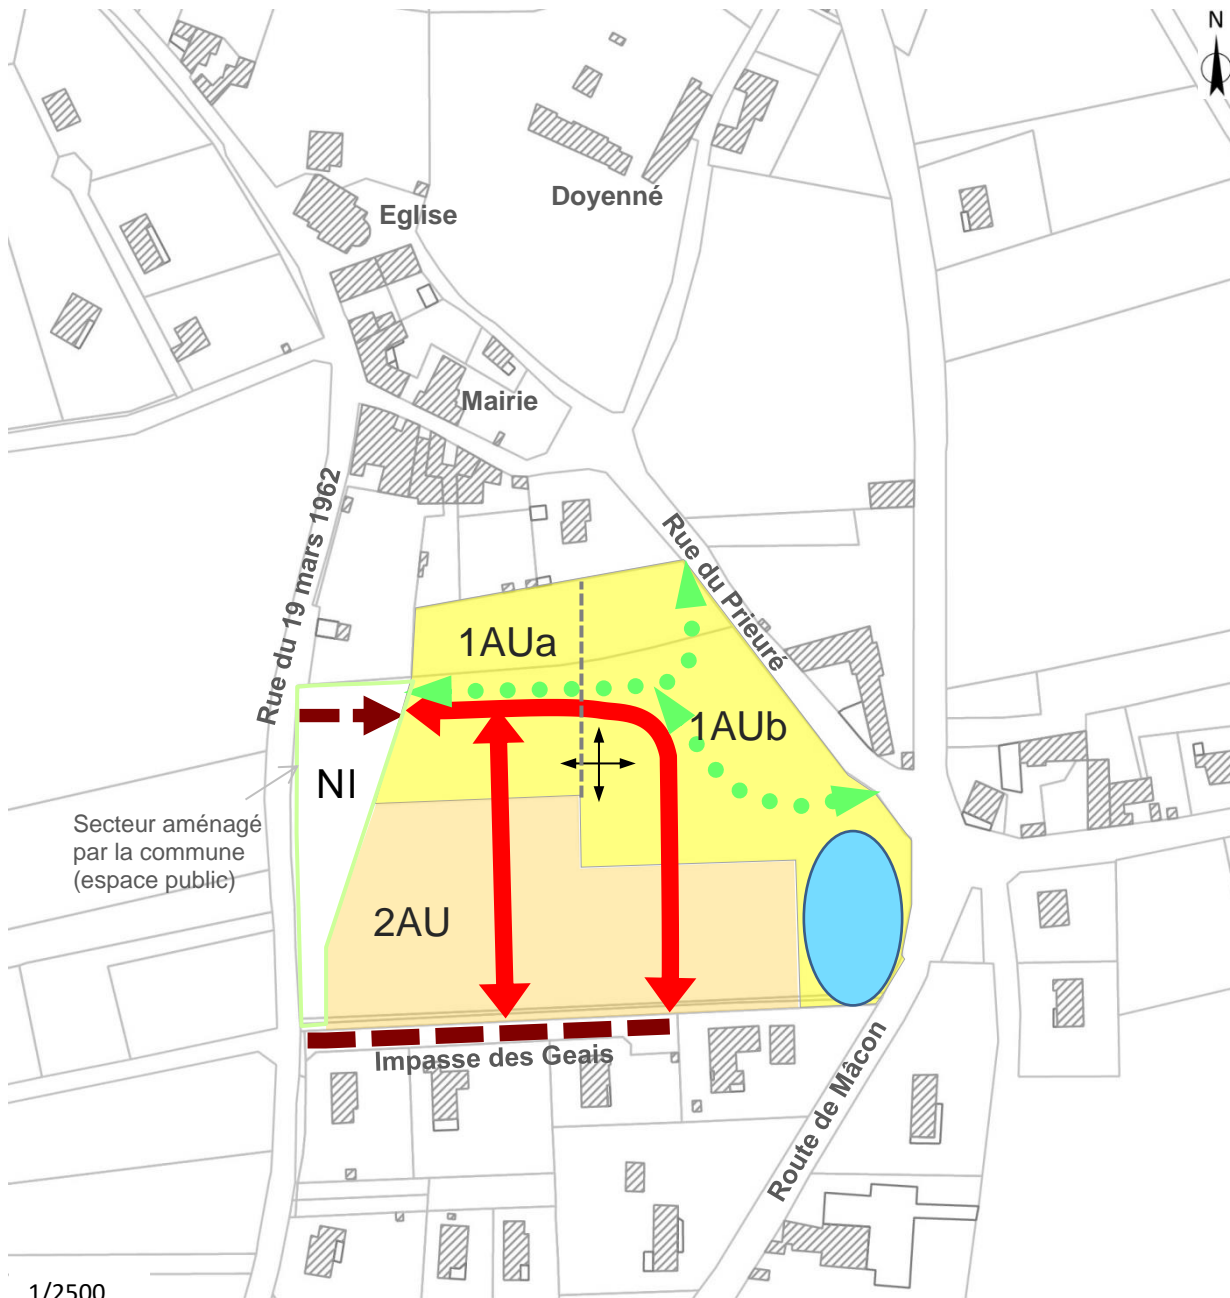 N
Doyenné
Eglise
Mairie
Rue du 19 mars 1962
Rue du Prieuré
1AUa
1AUb
NI
Secteur aménagé
par la commune
(espace public)
2AU
Impasse des Geais
Route de Mâcon
1/2500